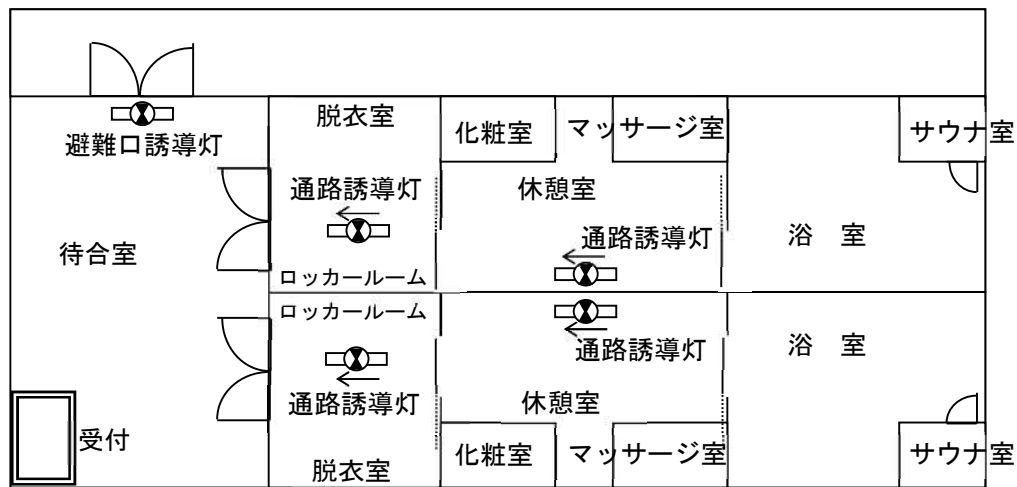 脱衣室
化粧室
マッサージ室
サウナ室
避難口誘導灯
通路誘導灯
休憩室
通路誘導灯
浴　室
待合室
ロッカールーム
ロッカールーム
通路誘導灯
浴　室
通路誘導灯
休憩室
受付
化粧室
マッサージ室
サウナ室
脱衣室